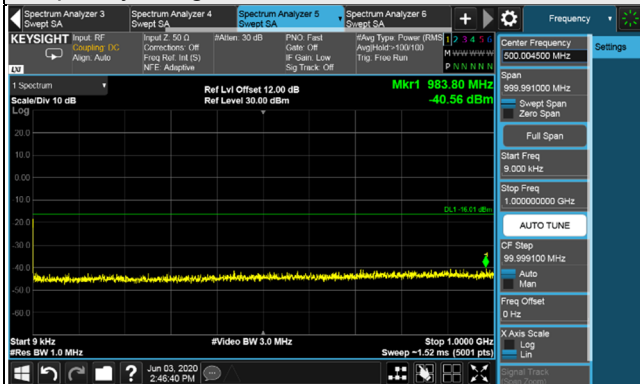 Spectrum Analyzer 3
Swept SA
Spectrum Analyzer 4
Swept SA
Spectrum Analyzer 5
Swept SA
Spectrum Analyzer 6
Swept SA
+
Frequency
KEYSIGHT
Input: RF
Coupling: DC
Align: Auto
Input Z: 50 Ω
Corrections: Off
Freq Ref: Int (S)
NFE: Adaptive
#Atten: 30 dB
PNO: Fast
Gate: Off
IF Gain: Low
Sig Track: Off
#Avg Type: Power (RMS)
Avg|Hold:>100/100
Trig: Free Run
1 2 3 4 5 6
M W W W W W
P N N N N N
LXI
1 Spectrum
Scale/Div 10 dB
Log
Ref Lvl Offset 12.00 dB
Ref Level 30.00 dBm
Mkr1 983.80 MHz
-40.56 dBm
20.0
10.0
0.00
-10.0
DL1 -16.01 dBm
-20.0
-30.0
1
-40.0
-50.0
-60.0
Start 9 kHz
#Res BW 1.0 MHz
#Video BW 3.0 MHz
Stop 1.0000 GHz
Sweep ~1.52 ms (5001 pts)
Center Frequency
500.004500 MHz
Settings
Span
999.991000 MHz
Swept Span
Zero Span
Full Span
Start Freq
9.000 kHz
Stop Freq
1.000000000 GHz
AUTO TUNE
CF Step
99.999100 MHz
Auto
Man
Freq Offset
0 Hz
X Axis Scale
Log
Lin
Signal Track
(Span Zoom)
?
Jun 03, 2020
2:46:40 PM